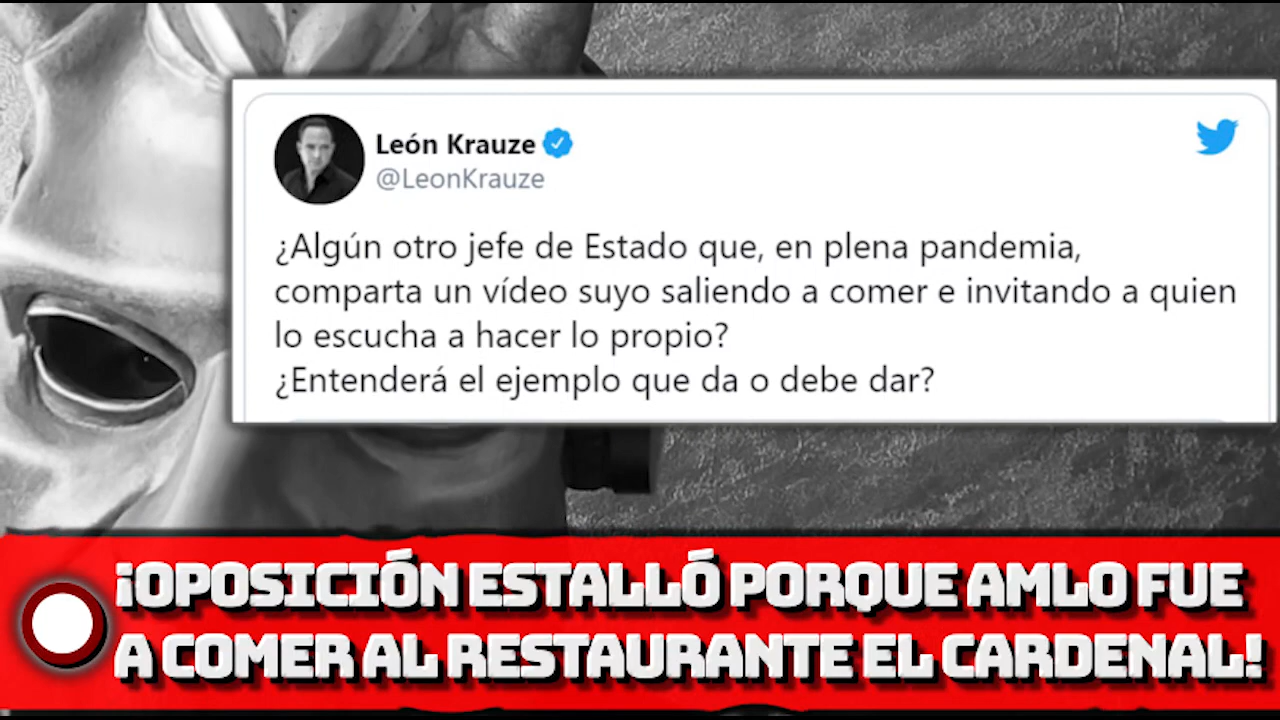 León Krauze
@LeonKrauze
¿Algún otro jefe de Estado que, en plena pandemia,
comparta un vídeo suyo saliendo a comer e invitando a quien
lo escucha a hacer lo propio?
¿Entenderá el ejemplo que da o debe dar?
¡OPOSICIÓN ESTALLÓ PORQUE AMLO FUE
A COMER AL RESTAURANTE EL CARDENAL!